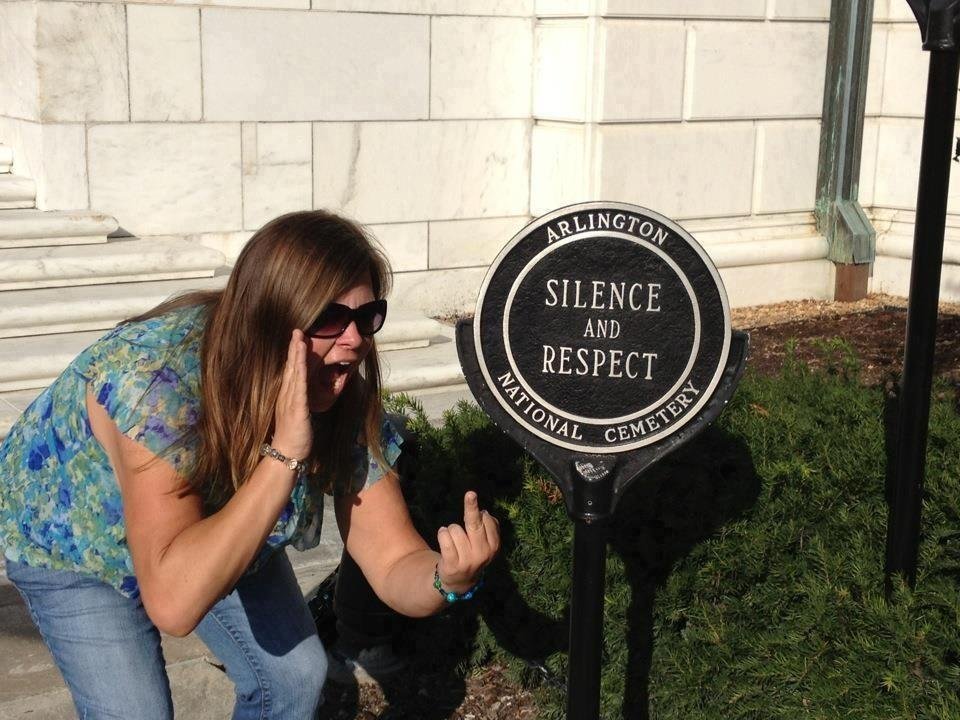 ARLINGTON
SILENCE
AND
RESPECT
NATIONAL CEMETERY